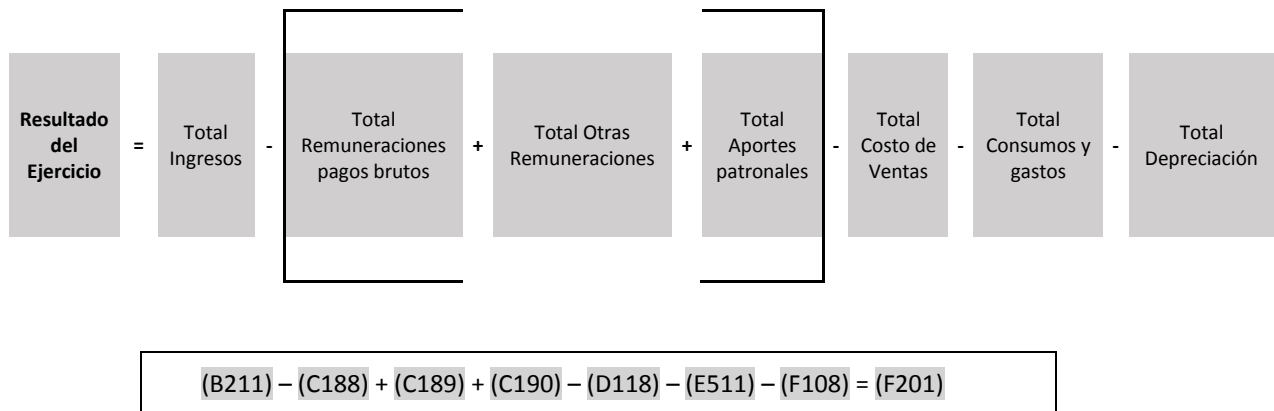 Resultado
del
Ejercicio
=
Total
Ingresos
-
Total
Remuneraciones
pagos brutos
+
Total Otras
Remuneraciones
+
Total
Aportes
patronales
-
Total
Costo de
Ventas
-
Total
Consumos y
gastos
-
Total
Depreciación
(B211) – (C188) + (C189) + (C190) – (D118) – (E511) – (F108) = (F201)